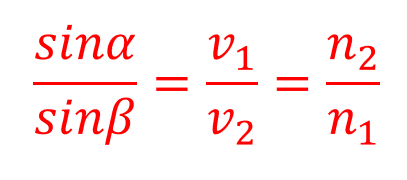 sinα/sinβ = v₁/v₂ = n₂/n₁